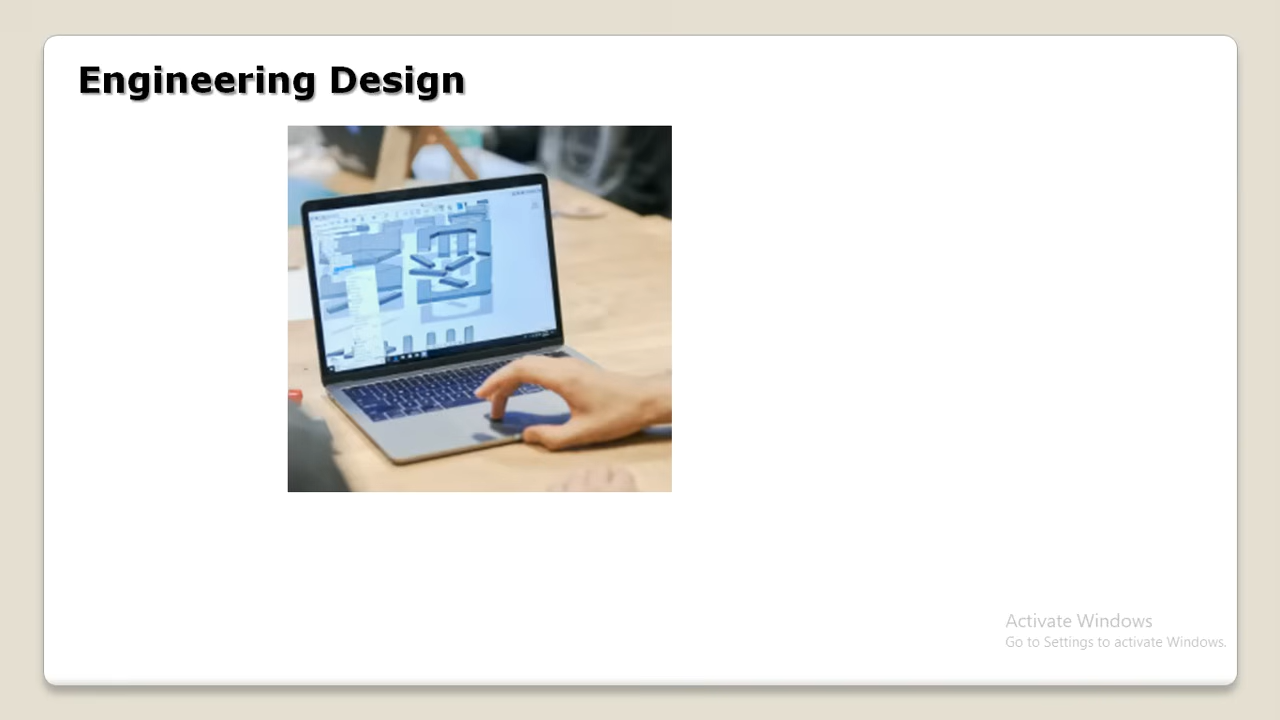 Engineering Design
Activate Windows
Go to Settings to activate Windows.